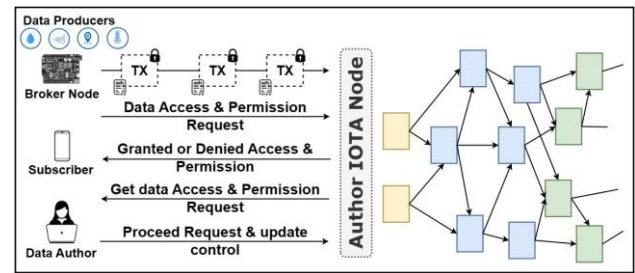 Data Producers
TX
TX
TX
Broker Node
Data Access & Permission
Request
Subscriber
Granted or Denied Access &
Permission
Get data Access & Permission
Request
Data Author
Proceed Request & update
control
Author IOTA Node